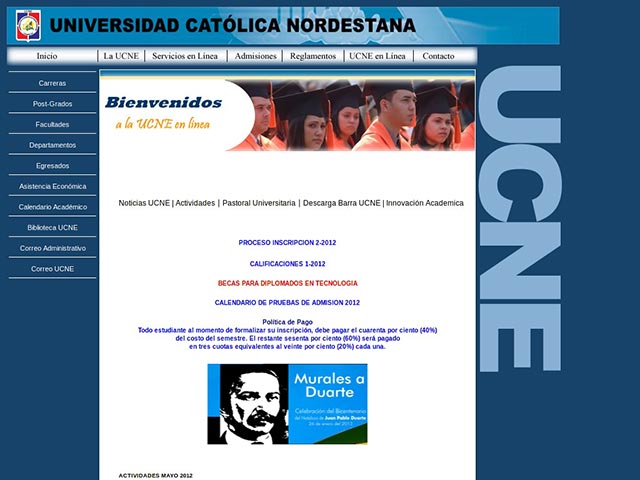 UNIVERSIDAD CATÓLICA NORDESTANA
Inicio
La UCNE
Servicios en Línea
Admisiones
Reglamentos
UCNE en Línea
Contacto
Carreras
Post-Grados
Facultades
Departamentos
Egresados
Asistencia Económica
Calendario Académico
Biblioteca UCNE
Correo Administrativo
Correo UCNE
Bienvenidos
a la UCNE en línea
UCNE
Noticias UCNE | Actividades | Pastoral Universitaria | Descarga Barra UCNE | Innovación Academica
PROCESO INSCRIPCION 2-2012
CALIFICACIONES 1-2012
BECAS PARA DIPLOMADOS EN TECNOLOGIA
CALENDARIO DE PRUEBAS DE ADMISION 2012
Política de Pago
Todo estudiante al momento de formalizar su inscripción, debe pagar el cuarenta por ciento (40%)
del costo del semestre. El restante sesenta por ciento (60%) será pagado
en tres cuotas equivalentes al veinte por ciento (20%) cada una.
Murales a
Duarte
Celebración del Bicentenario
del Natalicio de Juan Pablo Duarte
26 de enero del 2012
ACTIVIDADES MAYO 2012